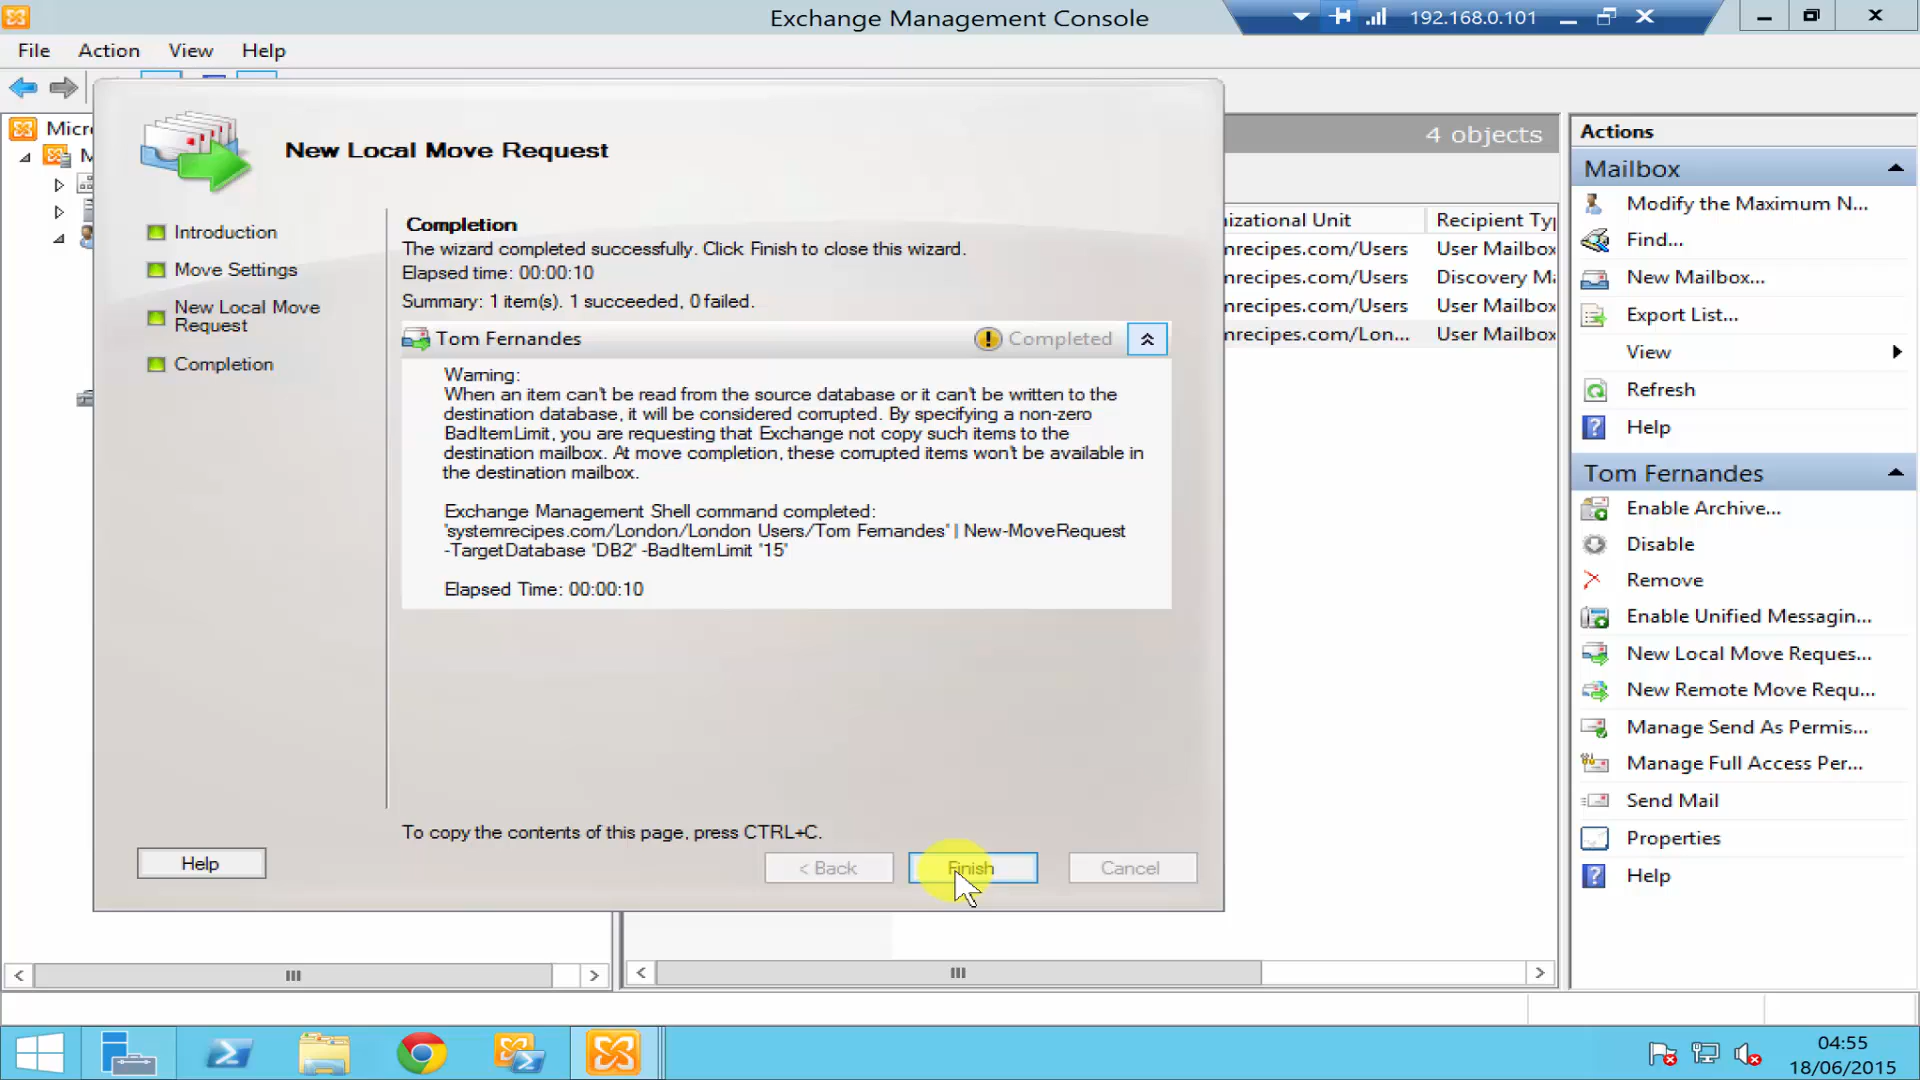 Exchange Management Console
192.168.0.101
File Action View Help
New Local Move Request
Introduction
Move Settings
New Local Move
Request
Completion
Completion
The wizard completed successfully. Click Finish to close this wizard.
Elapsed time: 00:00:10
Summary: 1 item(s). 1 succeeded, 0 failed.
Tom Fernandes
Completed
Warning:
When an item can't be read from the source database or it can't be written to the
destination database, it will be considered corrupted. By specifying a non-zero
BadItemLimit, you are requesting that Exchange not copy such items to the
destination mailbox. At move completion, these corrupted items won't be available in
the destination mailbox.
Exchange Management Shell command completed:
'systemrecipes.com/London/London Users/Tom Fernandes' | New-MoveRequest
-TargetDatabase 'DB2' -BadItemLimit '15'
Elapsed Time: 00:00:10
To copy the contents of this page, press CTRL+C.
Help
< Back
Finish
Cancel
Micr
M
4 objects
nizational Unit Recipient Typ
nrecipes.com/Users User Mailbox
nrecipes.com/Users Discovery Ma
nrecipes.com/Users User Mailbox
nrecipes.com/Lon... User Mailbox
Actions
Mailbox
Modify the Maximum N...
Find...
New Mailbox...
Export List...
View
Refresh
Help
Tom Fernandes
Enable Archive...
Disable
Remove
Enable Unified Messagin...
New Local Move Reques...
New Remote Move Requ...
Manage Send As Permis...
Manage Full Access Per...
Send Mail
Properties
Help
04:55
18/06/2015